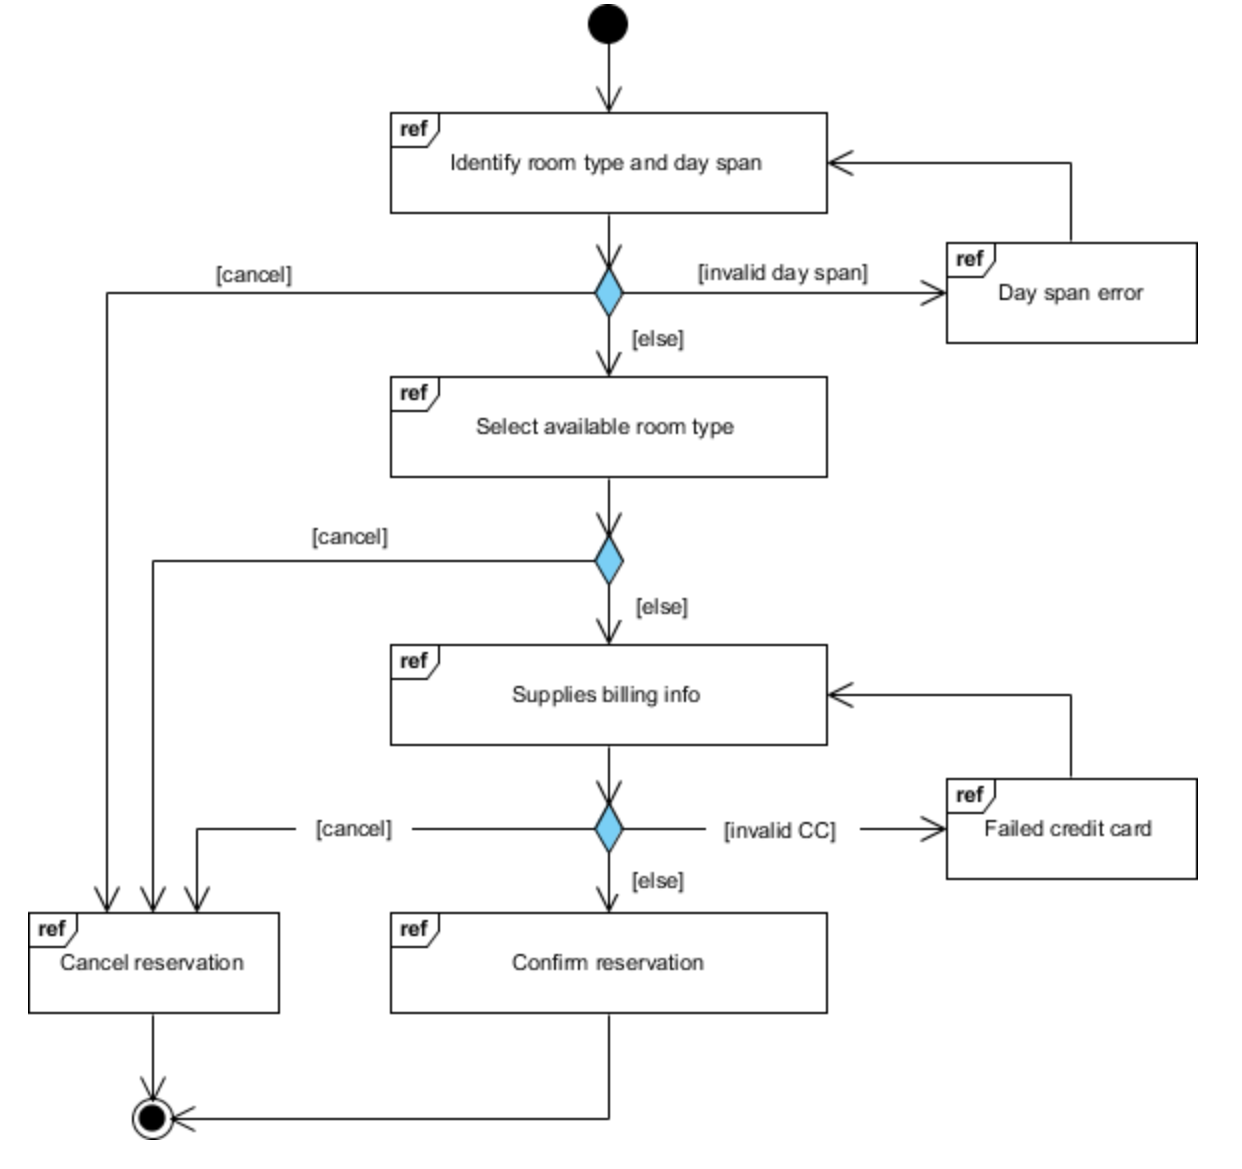 ref
Identify room type and day span
[cancel]
[invalid day span]
ref
Day span error
[else]
ref
Select available room type
[cancel]
[else]
ref
Supplies billing info
[cancel]
[invalid CC]
ref
Failed credit card
[else]
ref
Cancel reservation
ref
Confirm reservation